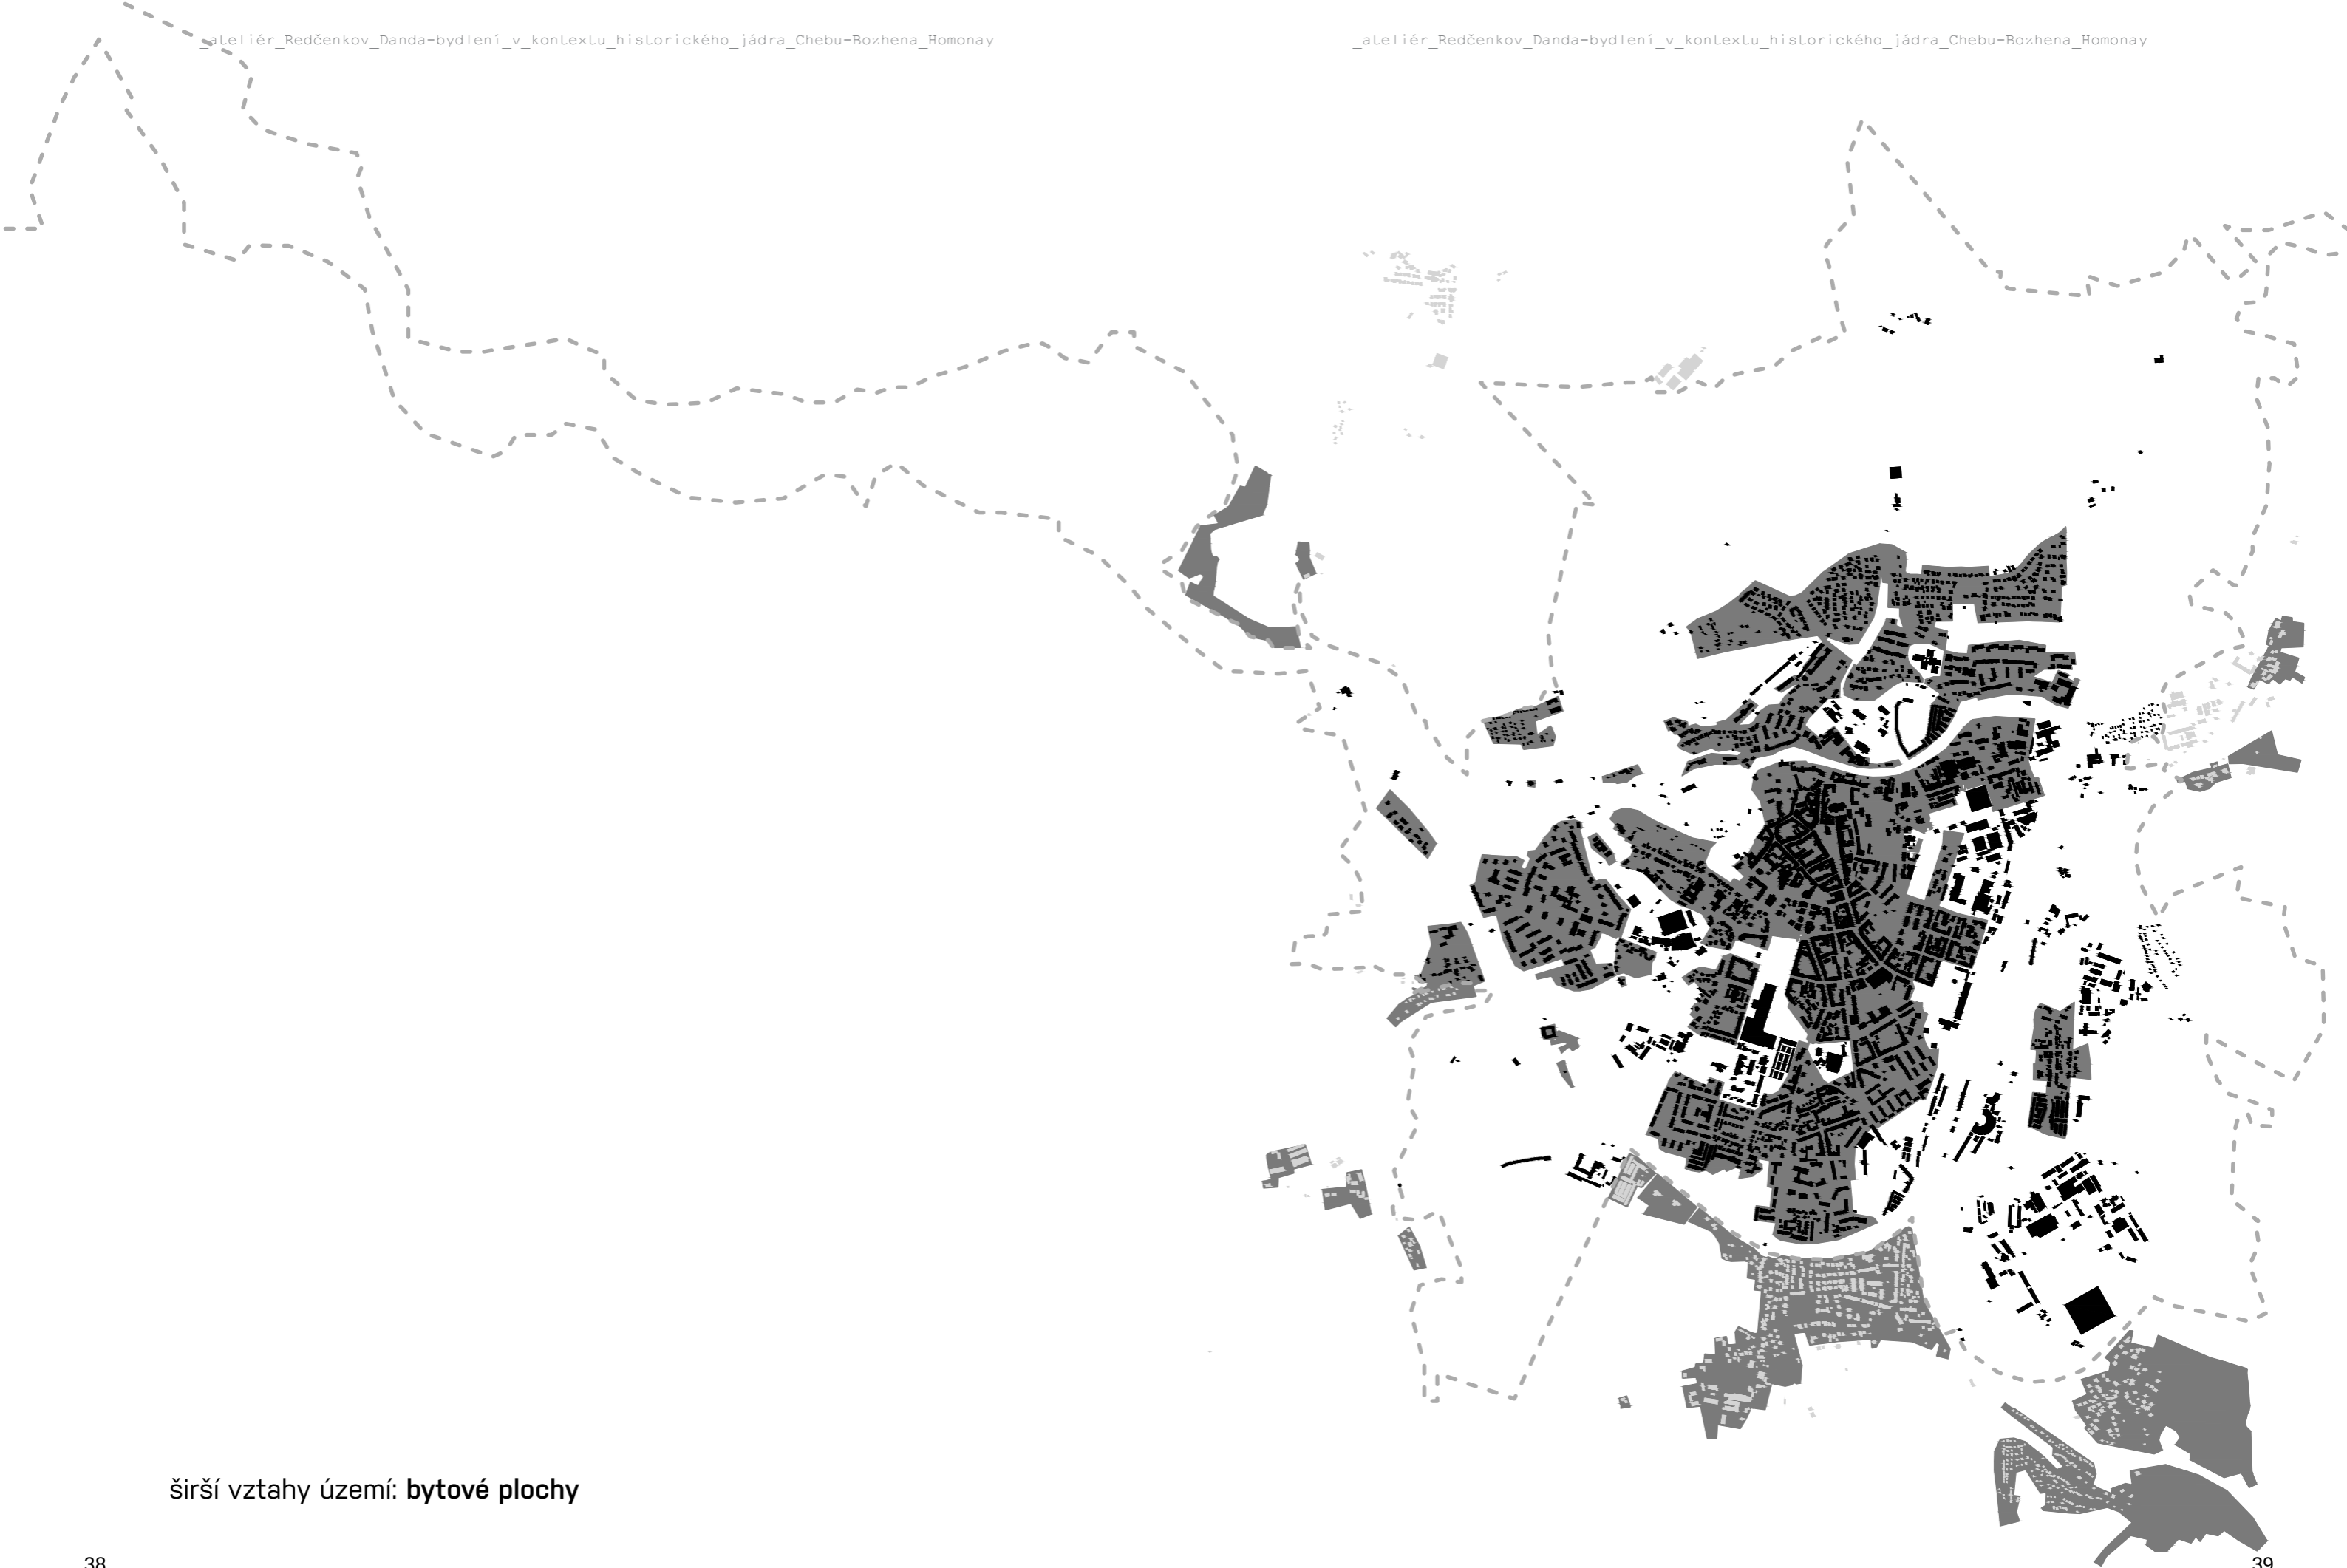 _ateliér_Redčenkov_Danda-bydlení_v_kontextu_historického_jádra_Chebu-Bozhena_Homonay
_ateliér_Redčenkov_Danda-bydlení_v_kontextu_historického_jádra_Chebu-Bozhena_Homonay
širší vztahy území: bytové plochy
38
39